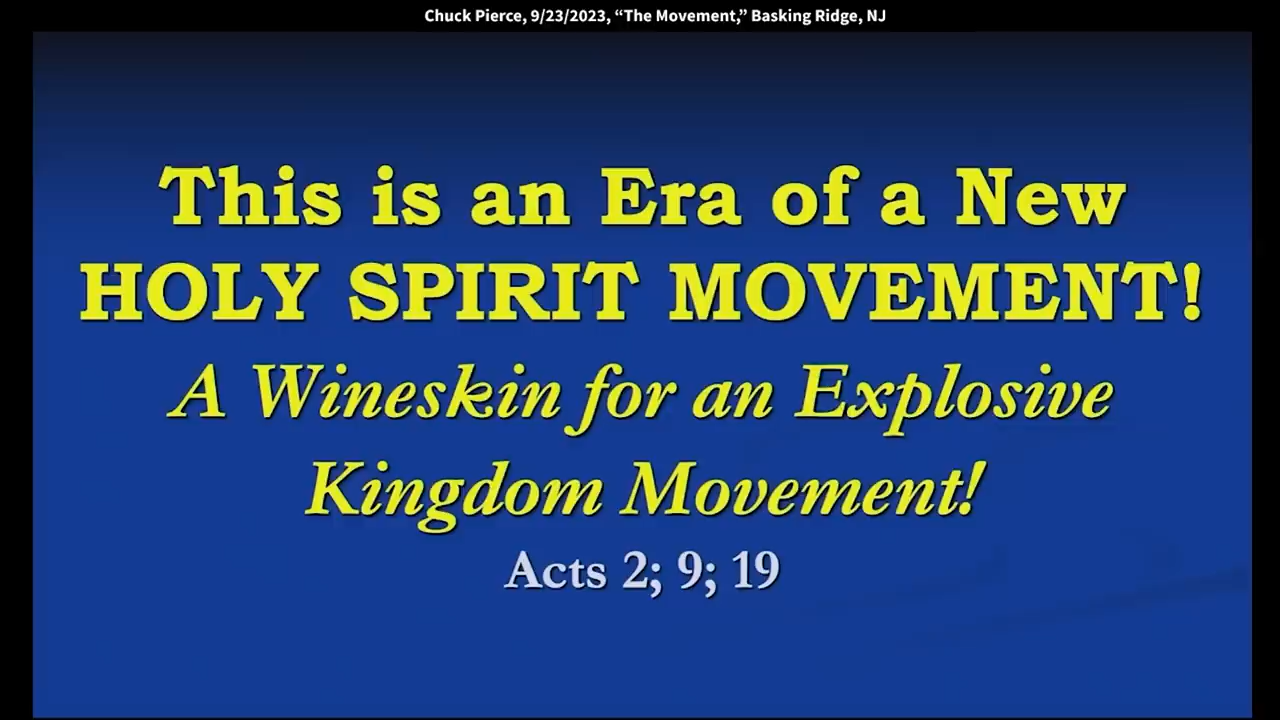 Chuck Pierce, 9/23/2023, “The Movement,” Basking Ridge, NJ
This is an Era of a New
HOLY SPIRIT MOVEMENT!
A Wineskin for an Explosive
Kingdom Movement!
Acts 2; 9; 19